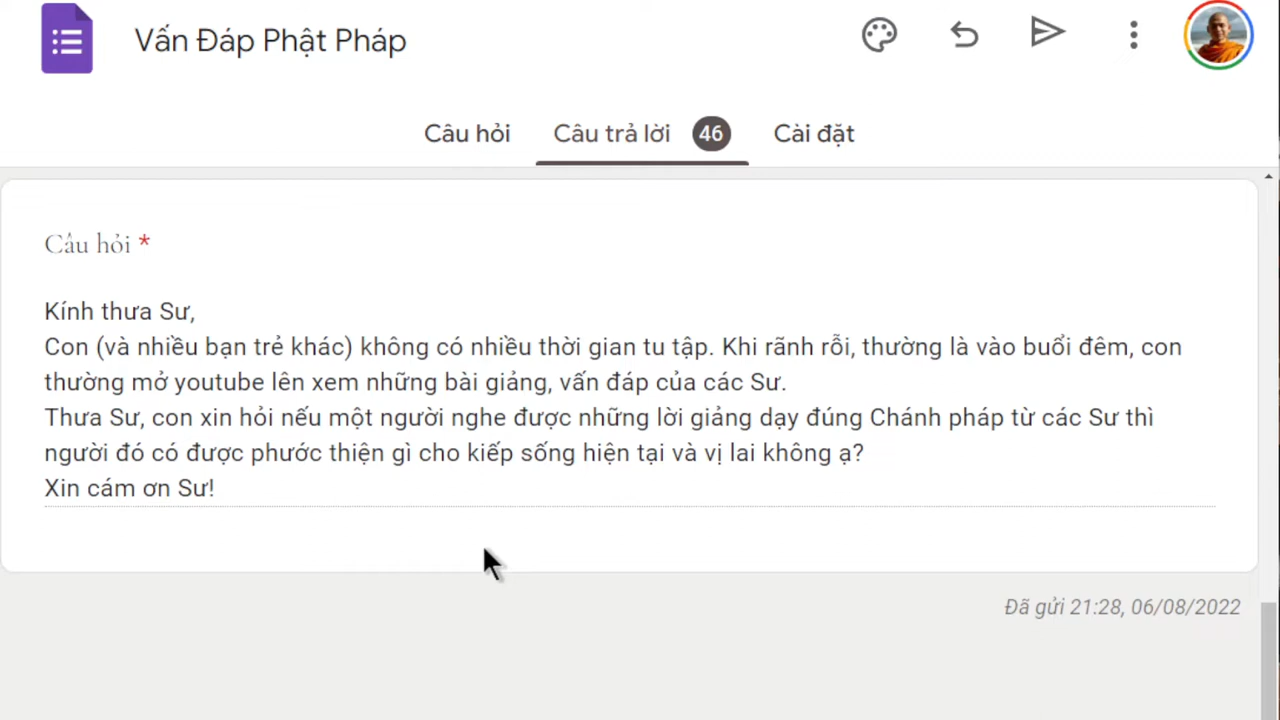 Vấn Đáp Phật Pháp
Câu hỏi
Câu trả lời 46
Cài đặt
Câu hỏi *
Kính thưa Sư,
Con (và nhiều bạn trẻ khác) không có nhiều thời gian tu tập. Khi rãnh rỗi, thường là vào buổi đêm, con
thường mở youtube lên xem những bài giảng, vấn đáp của các Sư.
Thưa Sư, con xin hỏi nếu một người nghe được những lời giảng dạy đúng Chánh pháp từ các Sư thì
người đó có được phước thiện gì cho kiếp sống hiện tại và vị lai không ạ?
Xin cám ơn Sư!
Đã gửi 21:28, 06/08/2022